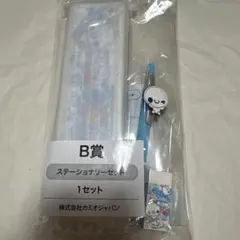 B賞
ステーショナリーセット
1セット
株式会社カミオジャパン